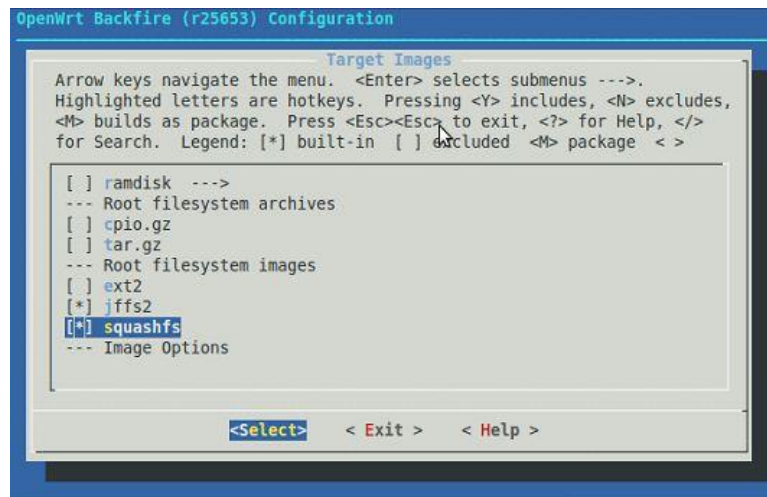 OpenWrt Backfire (r25653) Configuration
Target Images
Arrow keys navigate the menu. <Enter> selects submenus --->.
Highlighted letters are hotkeys. Pressing <Y> includes, <N> excludes,
<M> builds as package. Press <Esc><Esc> to exit, <?> for Help, </>
for Search. Legend: [*] built-in [ ] excluded <M> package < >
[ ] ramdisk --->
--- Root filesystem archives
[ ] cpio.gz
[ ] tar.gz
--- Root filesystem images
[ ] ext2
[*] jffs2
[*] squashfs
--- Image Options
<Select> < Exit > < Help >